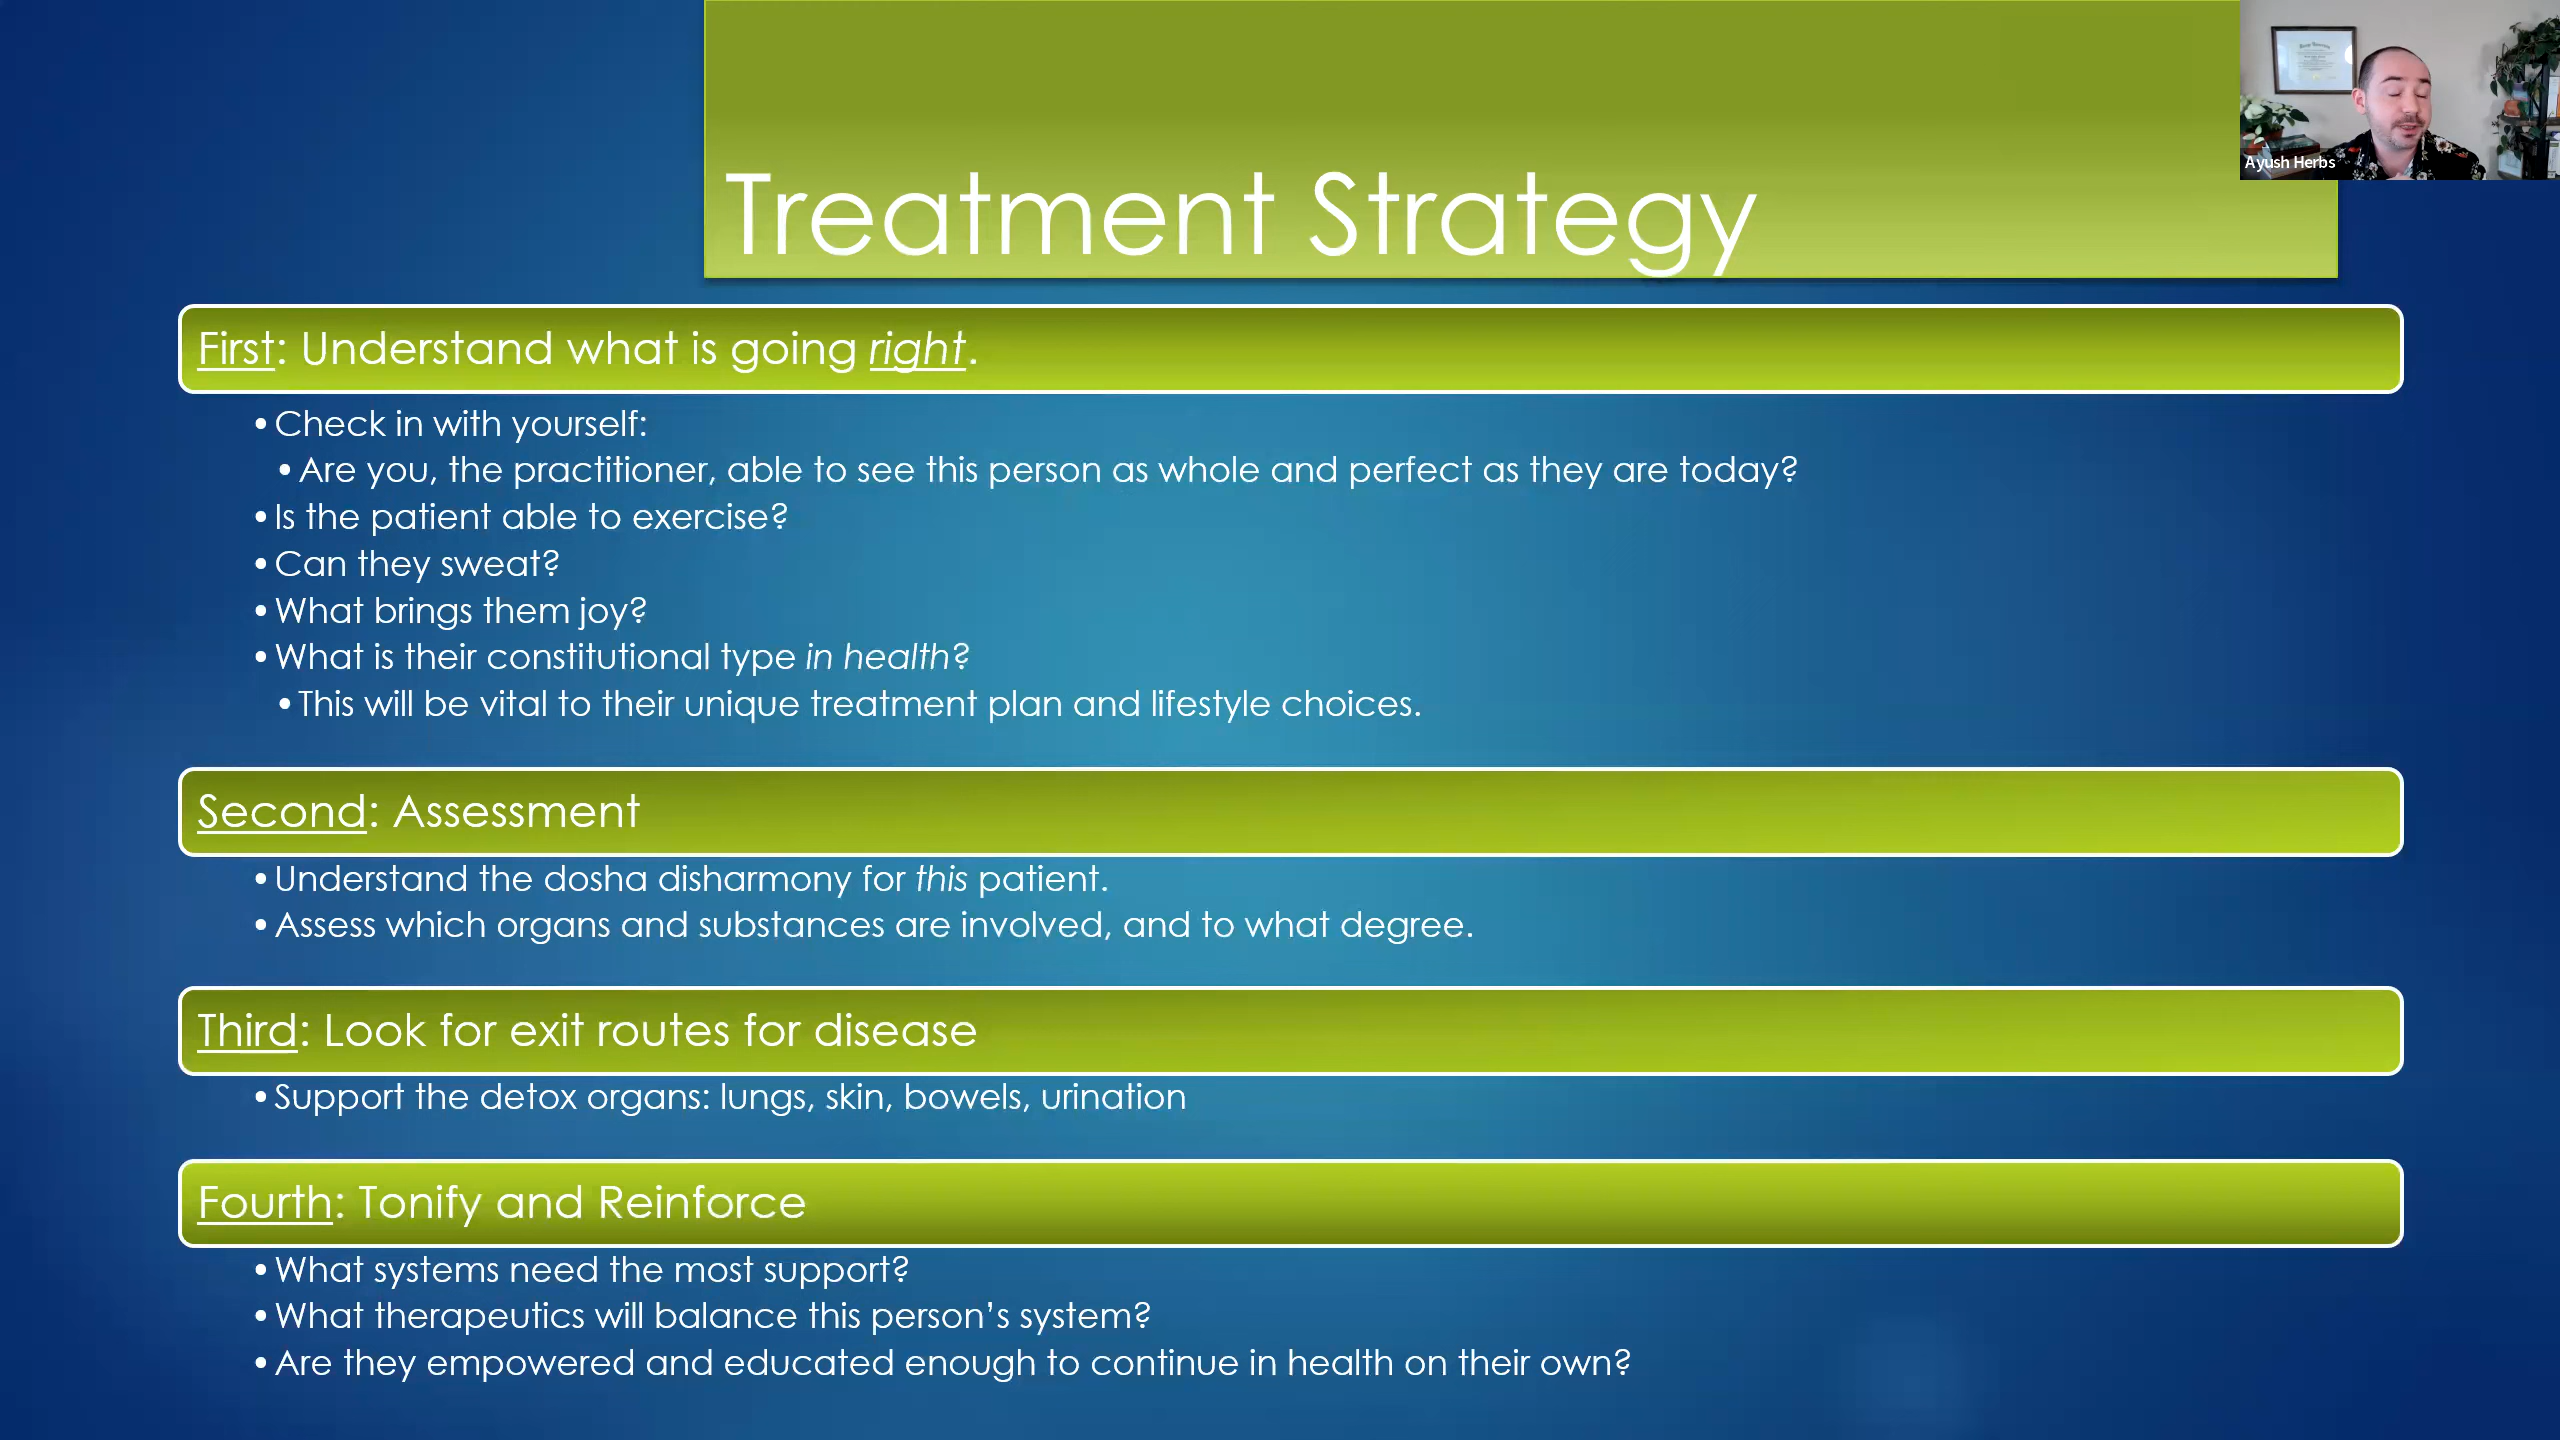 Treatment Strategy
Ayush Herbs
First: Understand what is going right.
•Check in with yourself:
•Are you, the practitioner, able to see this person as whole and perfect as they are today?
•Is the patient able to exercise?
•Can they sweat?
•What brings them joy?
•What is their constitutional type in health?
•This will be vital to their unique treatment plan and lifestyle choices.
Second: Assessment
•Understand the dosha disharmony for this patient.
•Assess which organs and substances are involved, and to what degree.
Third: Look for exit routes for disease
•Support the detox organs: lungs, skin, bowels, urination
Fourth: Tonify and Reinforce
•What systems need the most support?
•What therapeutics will balance this person’s system?
•Are they empowered and educated enough to continue in health on their own?